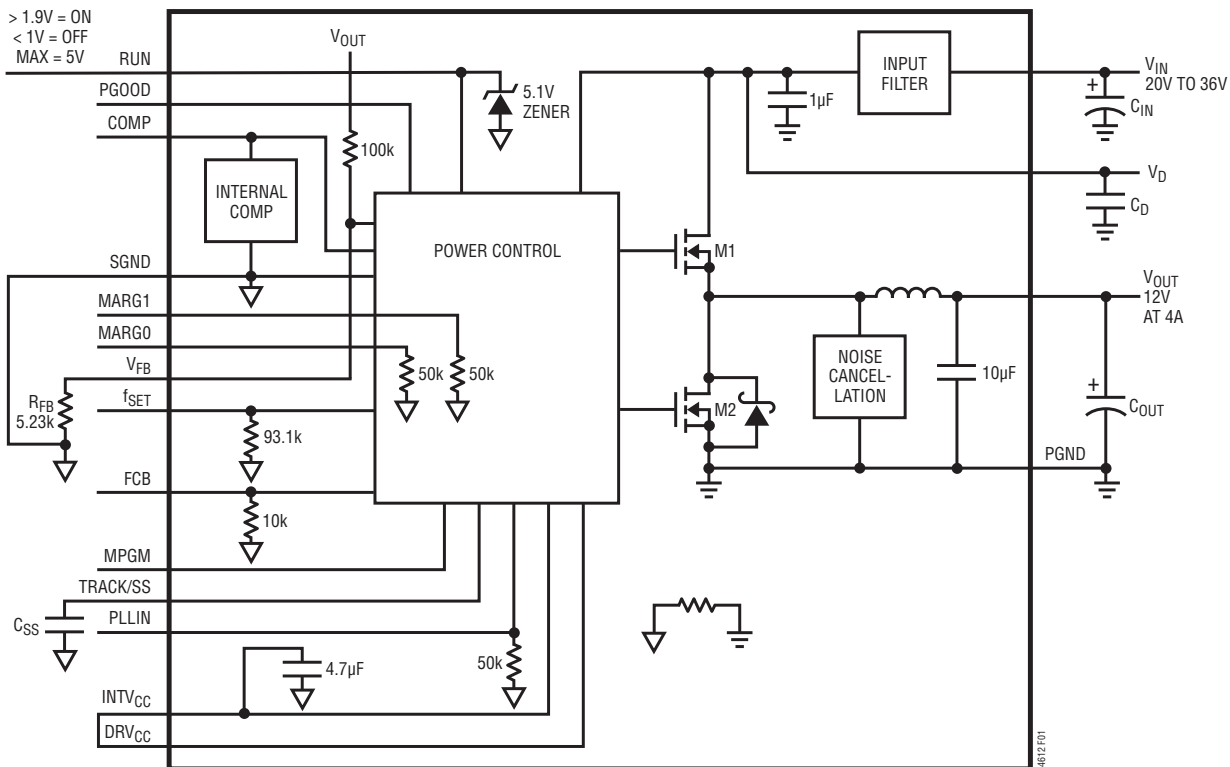 > 1.9V = ON
< 1V = OFF
MAX = 5V
RUN
PGOOD
COMP
VOUT
5.1V
ZENER
100k
INTERNAL
COMP
POWER CONTROL
INPUT
FILTER
1µF
VIN
20V TO 36V
CIN
VD
CD
M1
SGND
MARG1
MARG0
VFB
fSET
RFB
5.23k
50k
50k
93.1k
FCB
10k
M2
NOISE
CANCEL-
LATION
10µF
VOUT
12V
AT 4A
COUT
PGND
MPGM
TRACK/SS
CSS
PLLIN
50k
4.7µF
INTVCC
DRVCC
4612 F01